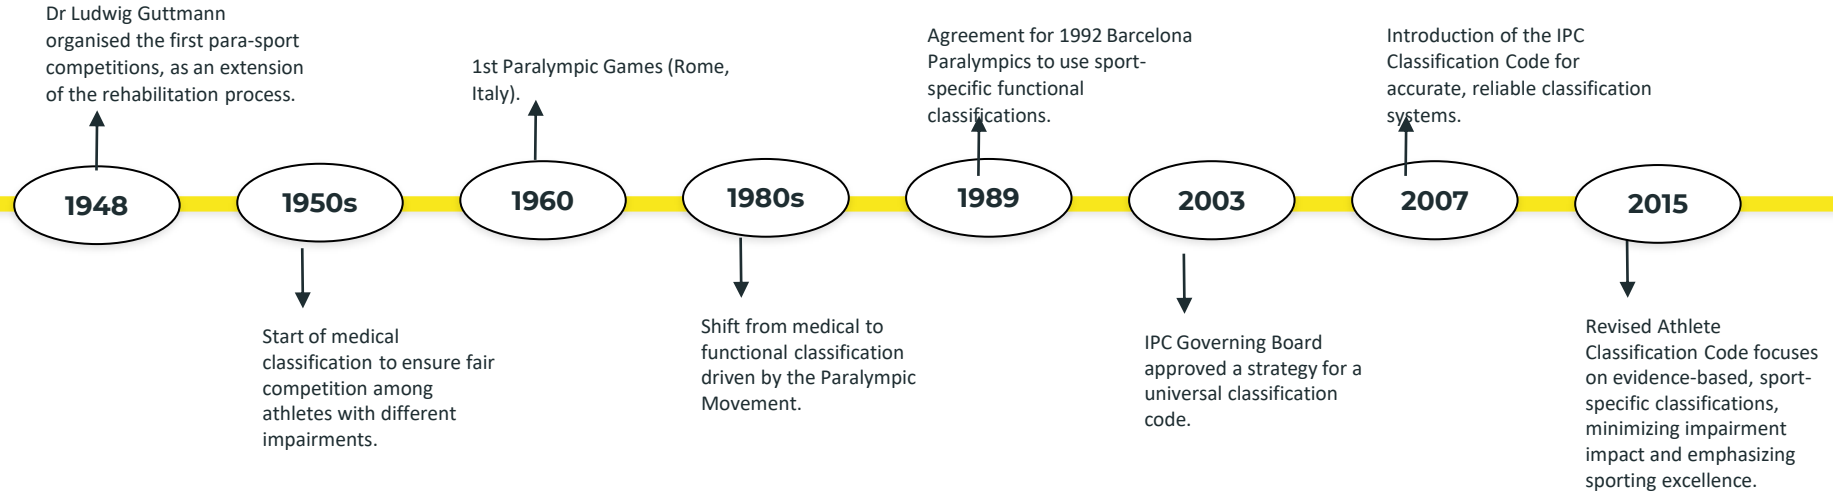 Dr Ludwig Guttmann
organised the first para-sport
competitions, as an extension
of the rehabilitation process.
1st Paralympic Games (Rome,
Italy).
Agreement for 1992 Barcelona
Paralympics to use sport-
specific functional
classifications.
Introduction of the IPC
Classification Code for
accurate, reliable classification
systems.
1948
1950s
1960
1980s
1989
2003
2007
2015
Start of medical
classification to ensure fair
competition among
athletes with different
impairments.
Shift from medical to
functional classification
driven by the Paralympic
Movement.
IPC Governing Board
approved a strategy for a
universal classification
code.
Revised Athlete
Classification Code focuses
on evidence-based, sport-
specific classifications,
minimizing impairment
impact and emphasizing
sporting excellence.